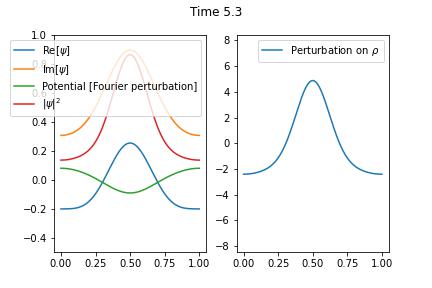 Time 5.3
Re[ψ]
Im[ψ]
Potential [Fourier perturbation]
|ψ|²
1.0
0.8
0.6
0.4
0.2
0.0
−0.2
−0.4
0.00 0.25 0.50 0.75 1.00
Perturbation on ρ
8
6
4
2
0
−2
−4
−6
−8
0.00 0.25 0.50 0.75 1.00